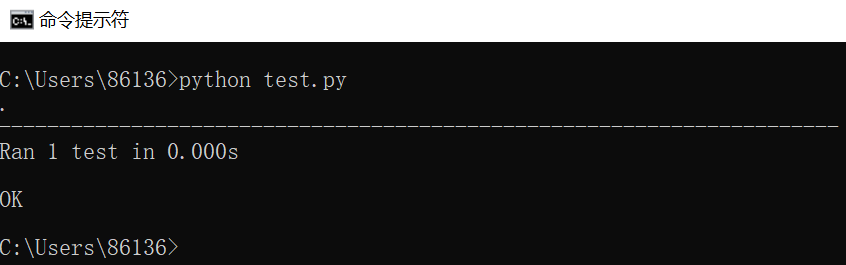 命令提示符
C:\Users\86136>python test.py
.
----------------------------------------------------------------------
Ran 1 test in 0.000s
OK
C:\Users\86136>